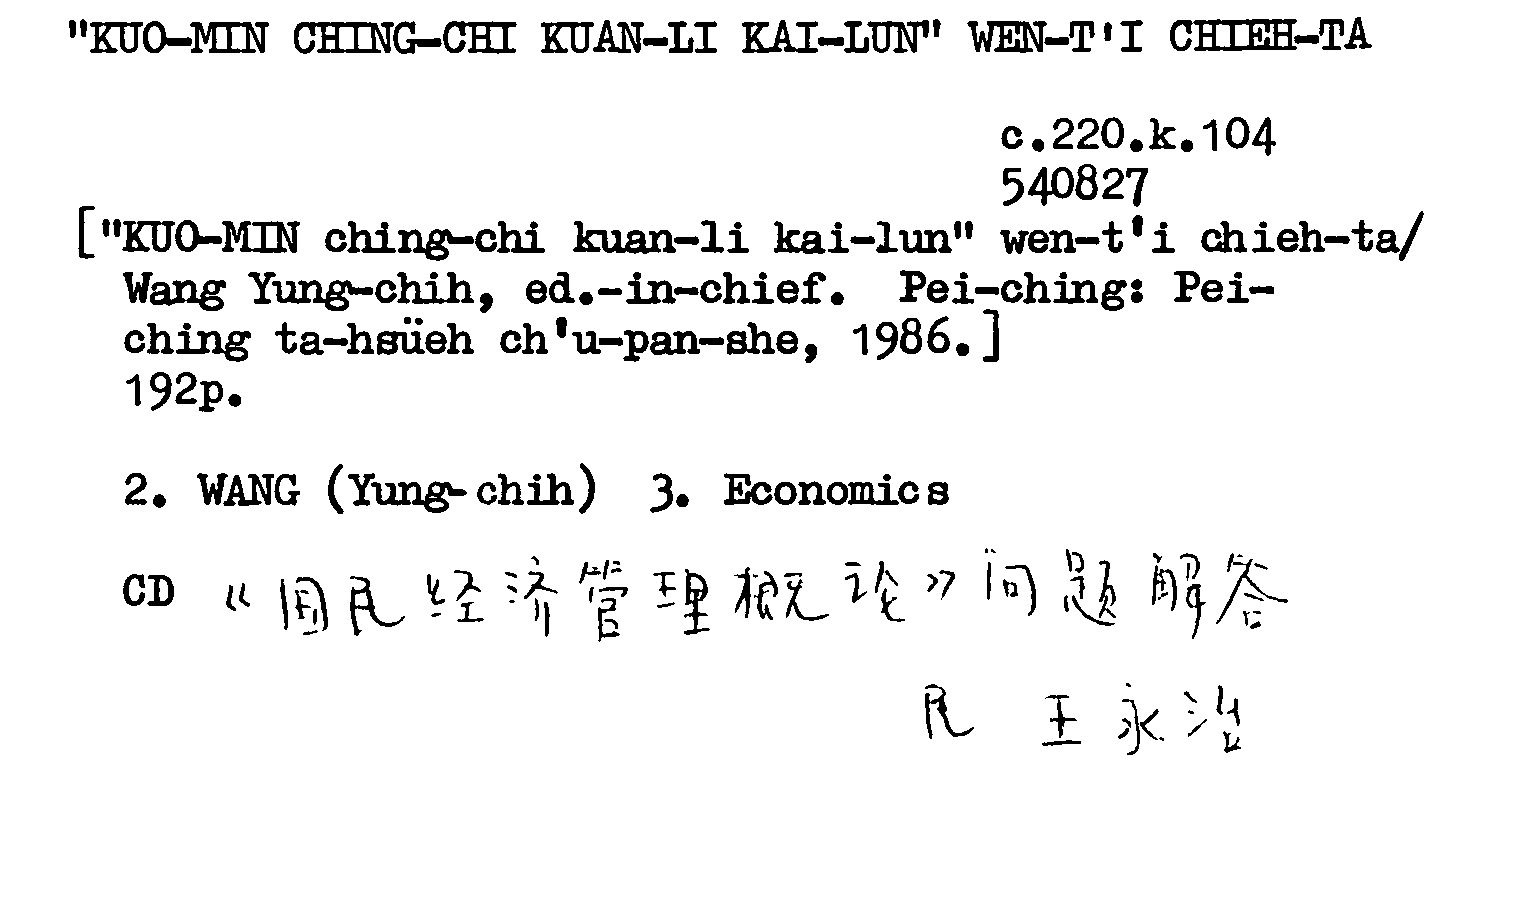 "KUO-MIN CHING-CHI KUAN-LI KAI-LUN" WEN-T'I CHIEH-TA
c.220.k.104
540827
["KUO-MIN ching-chi kuan-li kai-lun" wen-t'i chieh-ta/
Wang Yung-chih, ed.-in-chief. Pei-ching: Pei-
ching ta-hsüeh ch'u-pan-she, 1986.]
192p.
2. WANG (Yung-chih) 3. Economics
CD 《国民经济管理概论》问题解答
民 王永治